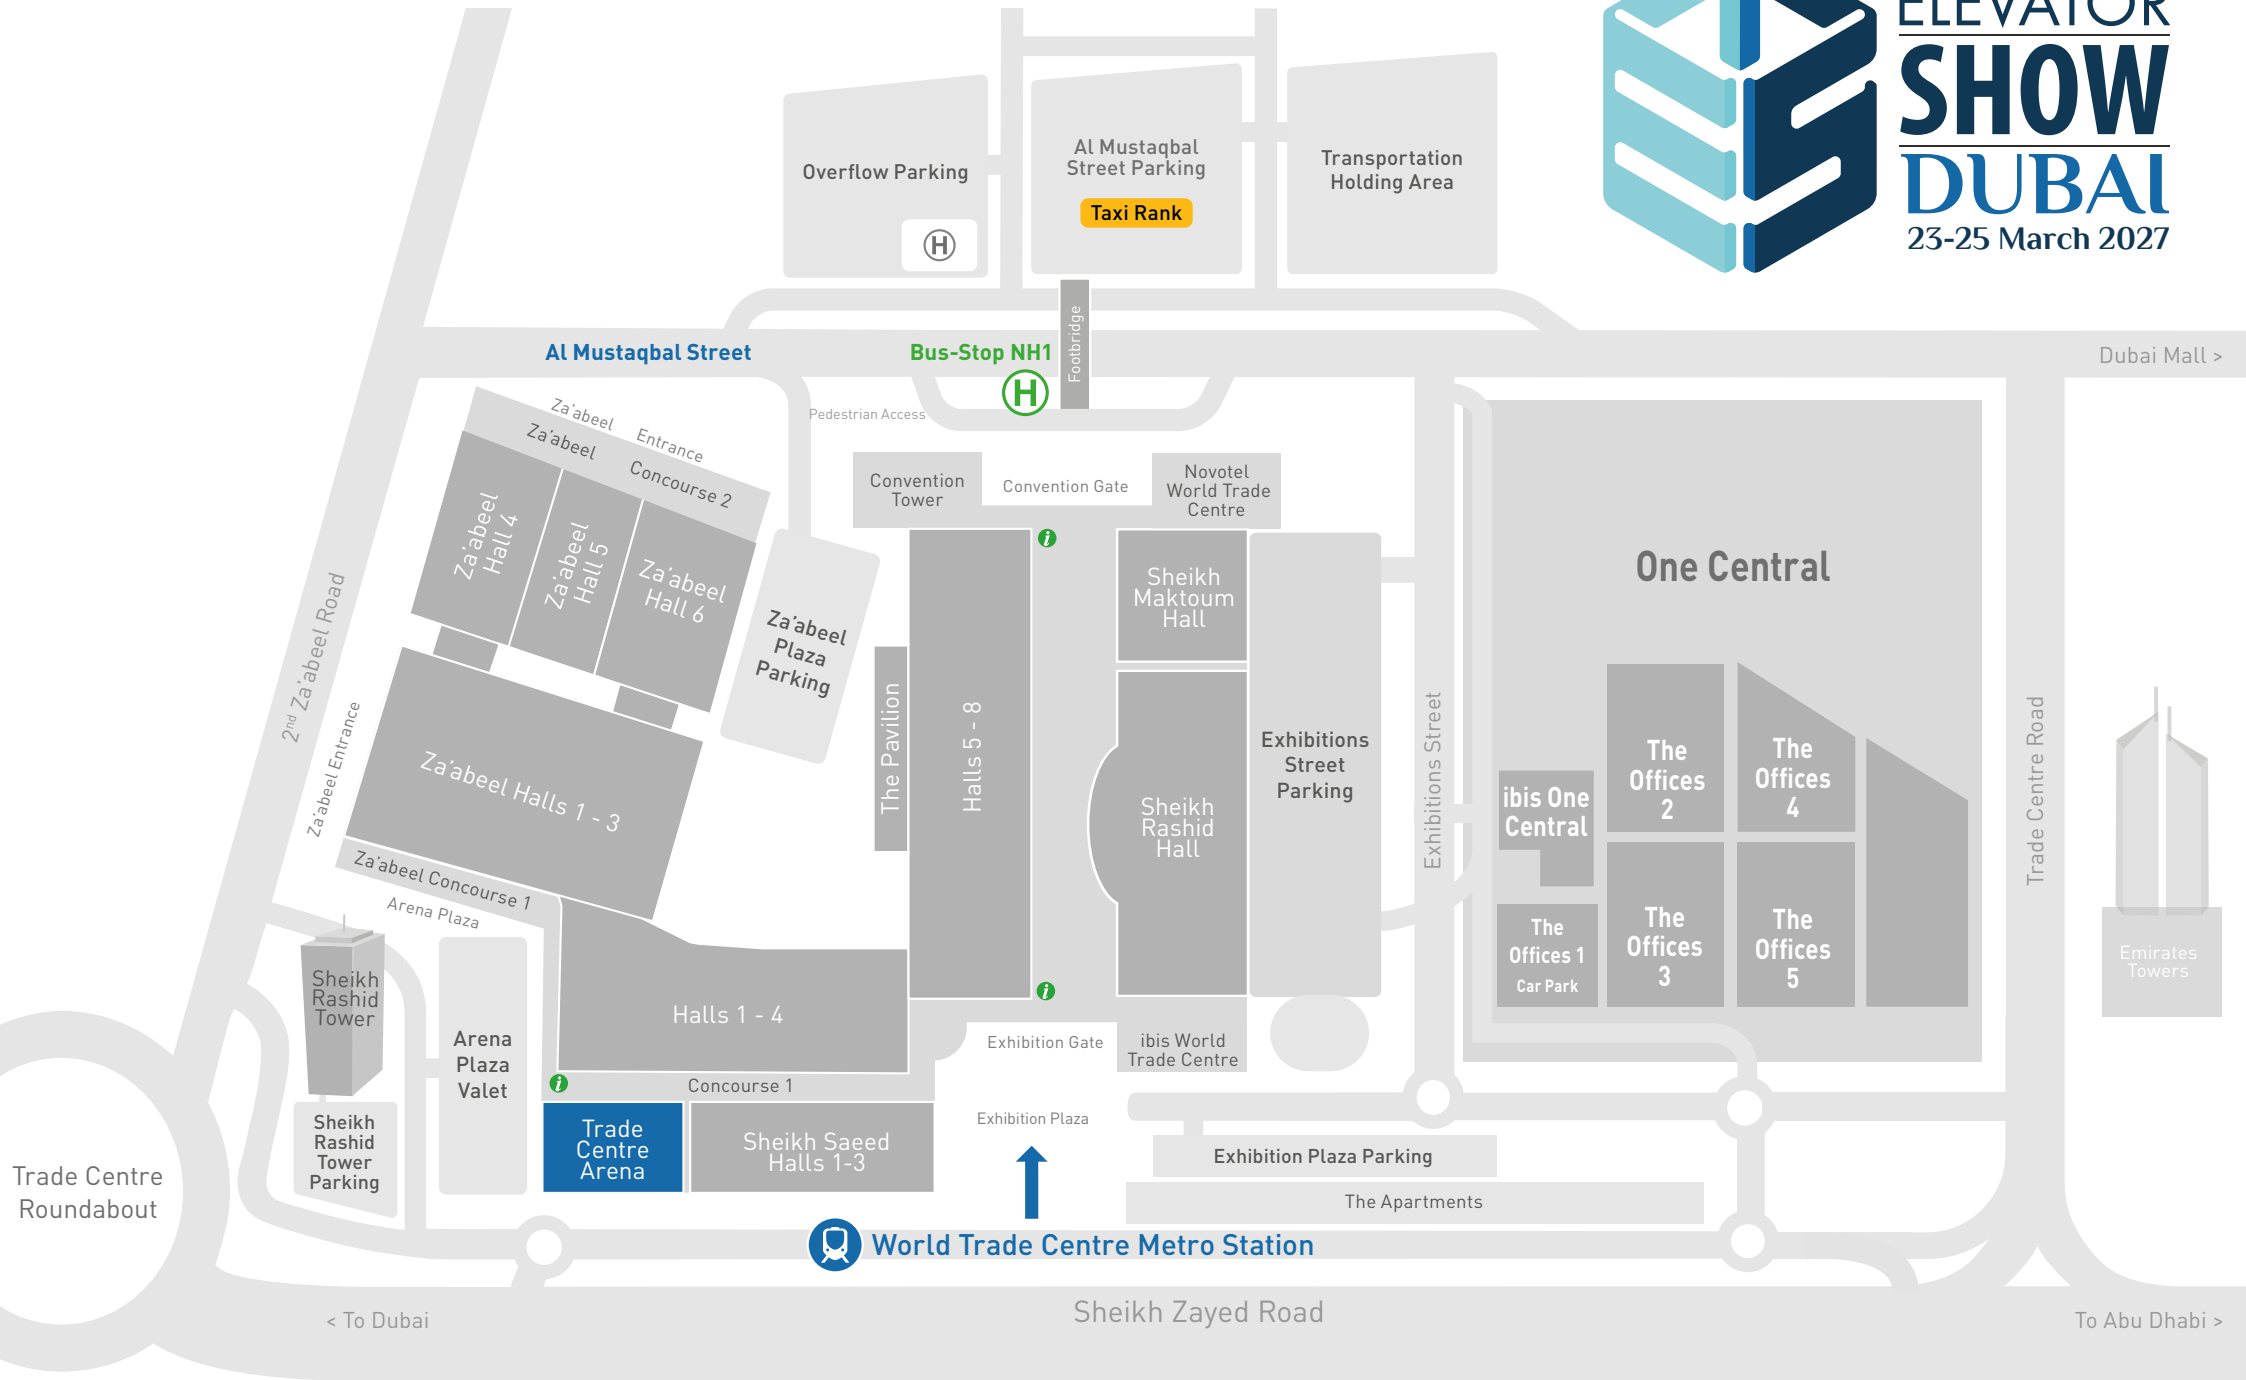 ELEVATOR
SHOW
DUBAI
23-25 March 2027
Overflow Parking
H
Al Mustaqbal
Street Parking
Taxi Rank
Transportation
Holding Area
Footbridge
Al Mustaqbal Street
Bus-Stop NH1
H
Dubai Mall >
Pedestrian Access
Za'abeel Entrance
Za'abeel Concourse 2
Za'abeel
Hall 4
Za'abeel
Hall 5
Za'abeel
Hall 6
Za'abeel
Plaza
Parking
Convention
Tower
Convention Gate
Novotel
World Trade
Centre
i
Sheikh
Maktoum
Hall
One Central
2nd Za'abeel Road
Za'abeel Entrance
Za'abeel Halls 1 - 3
The Pavilion
Halls 5 - 8
Sheikh
Rashid
Hall
Exhibitions
Street
Parking
Exhibitions Street
ibis One
Central
The
Offices
2
The
Offices
4
The
Offices 1
Car Park
The
Offices
3
The
Offices
5
Trade Centre Road
Emirates
Towers
Za'abeel Concourse 1
Arena Plaza
Sheikh
Rashid
Tower
Arena
Plaza
Valet
Halls 1 - 4
i
Exhibition Gate
ibis World
Trade Centre
i
Concourse 1
Sheikh
Rashid
Tower
Parking
Trade
Centre
Arena
Sheikh Saeed
Halls 1-3
Exhibition Plaza
Exhibition Plaza Parking
The Apartments
Trade Centre
Roundabout
World Trade Centre Metro Station
Sheikh Zayed Road
< To Dubai
To Abu Dhabi >